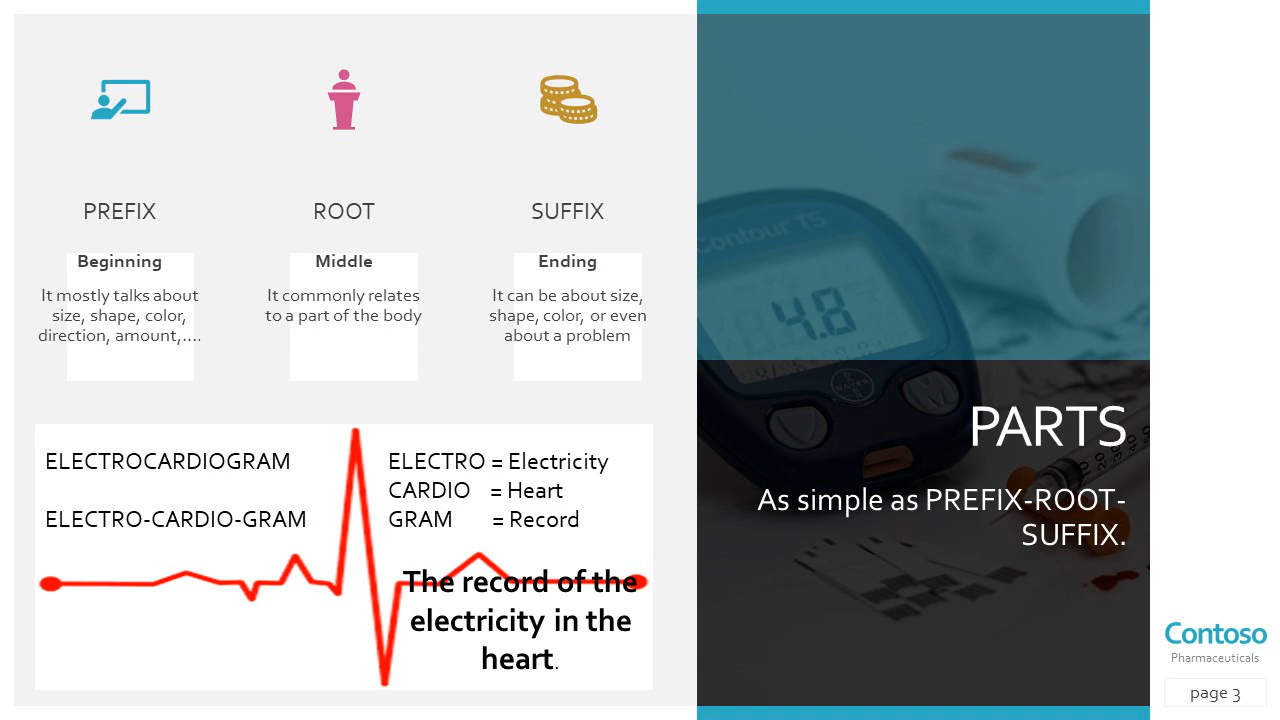 PREFIX
Beginning
It mostly talks about
size, shape, color,
direction, amount,....
ROOT
Middle
It commonly relates
to a part of the body
SUFFIX
Ending
It can be about size,
shape, color, or even
about a problem
ELECTROCARDIOGRAM
ELECTRO-CARDIO-GRAM
ELECTRO = Electricity
CARDIO = Heart
GRAM = Record
The record of the
electricity in the
heart.
Contour TS
4.8
BAYER
PARTS
As simple as PREFIX-ROOT-
SUFFIX.
Contoso
Pharmaceuticals
page 3